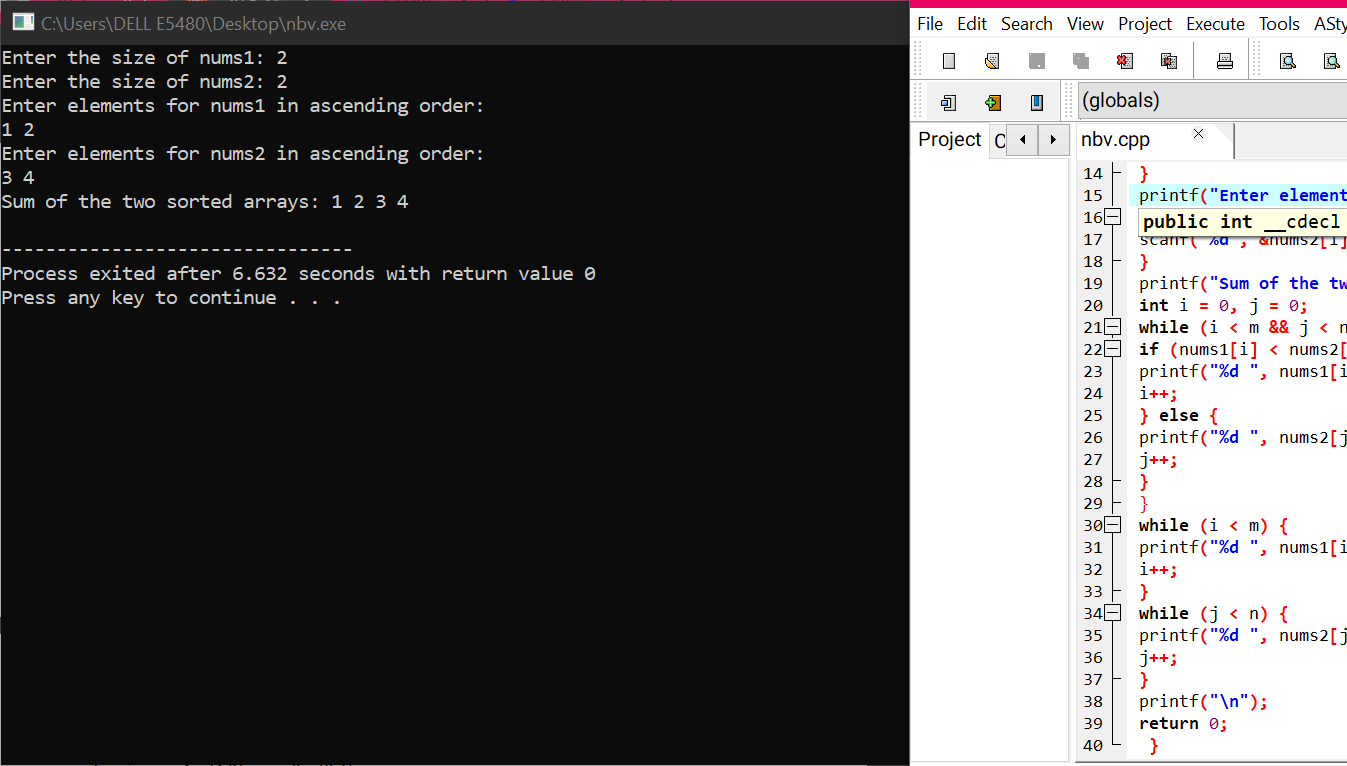 C:\Users\DELL E5480\Desktop\nbv.exe
Enter the size of nums1: 2
Enter the size of nums2: 2
Enter elements for nums1 in ascending order:
1 2
Enter elements for nums2 in ascending order:
3 4
Sum of the two sorted arrays: 1 2 3 4
--------------------------------
Process exited after 6.632 seconds with return value 0
Press any key to continue . . .
File Edit Search View Project Execute Tools ASty
(globals)
Project C
nbv.cpp
14 }
15 printf("Enter element
16
public int __cdecl
17 scanf("%d", &nums2[i]
18 }
19 printf("Sum of the tw
20 int i = 0, j = 0;
21 while (i < m && j < n
22 if (nums1[i] < nums2[
23 printf("%d ", nums1[i
24 i++;
25 } else {
26 printf("%d ", nums2[j
27 j++;
28 }
29 }
30 while (i < m) {
31 printf("%d ", nums1[i
32 i++;
33 }
34 while (j < n) {
35 printf("%d ", nums2[j
36 j++;
37 }
38 printf("\n");
39 return 0;
40 }